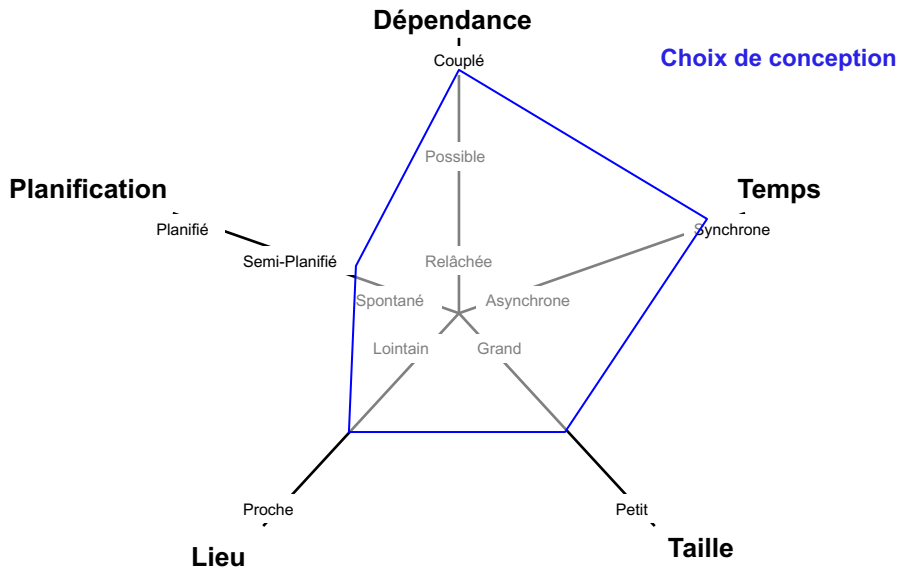 Dépendance
Couplé
Choix de conception
Possible
Planification
Temps
Planifié
Synchrone
Semi-Planifié
Relâchée
Spontané
Asynchrone
Lointain
Grand
Proche
Petit
Lieu
Taille